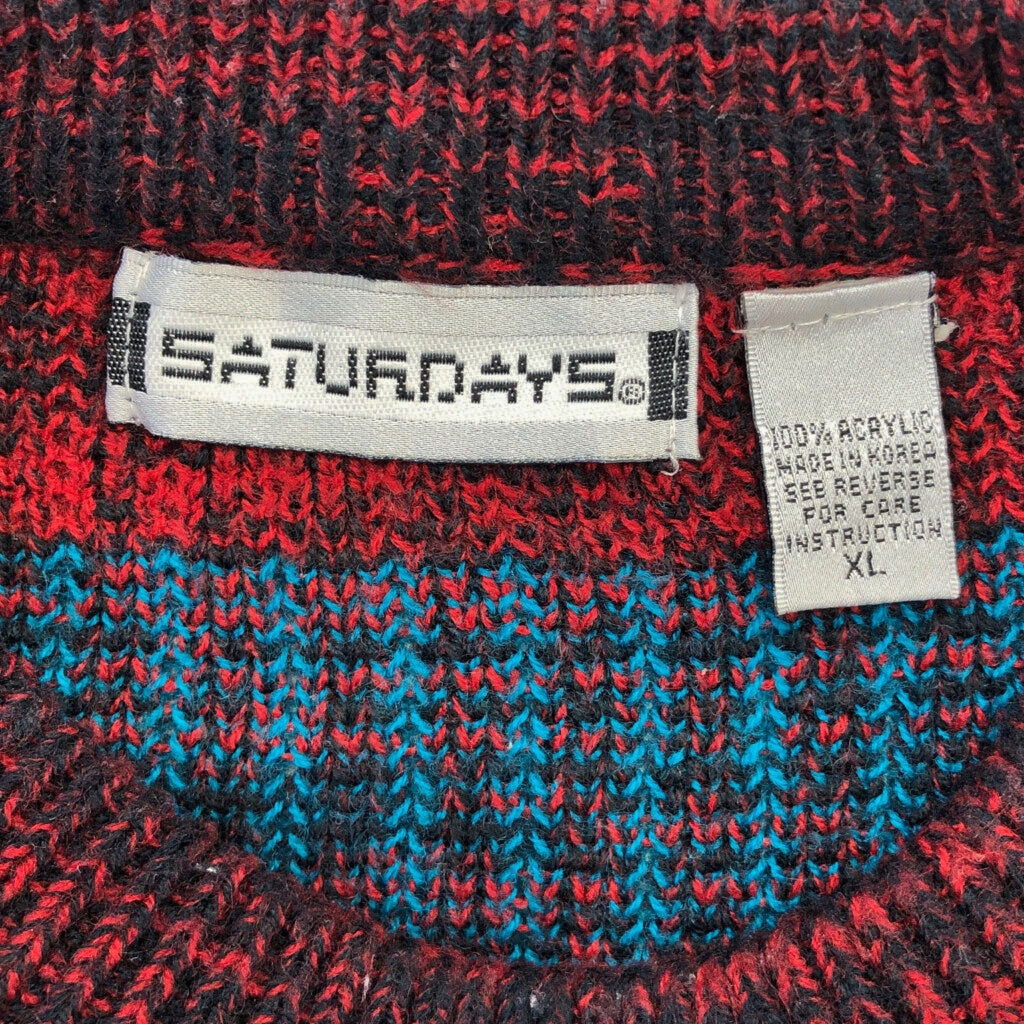 SATURDAYS®
100% ACRYLIC
MADE IN KOREA
SEE REVERSE
FOR CARE
INSTRUCTION
XL